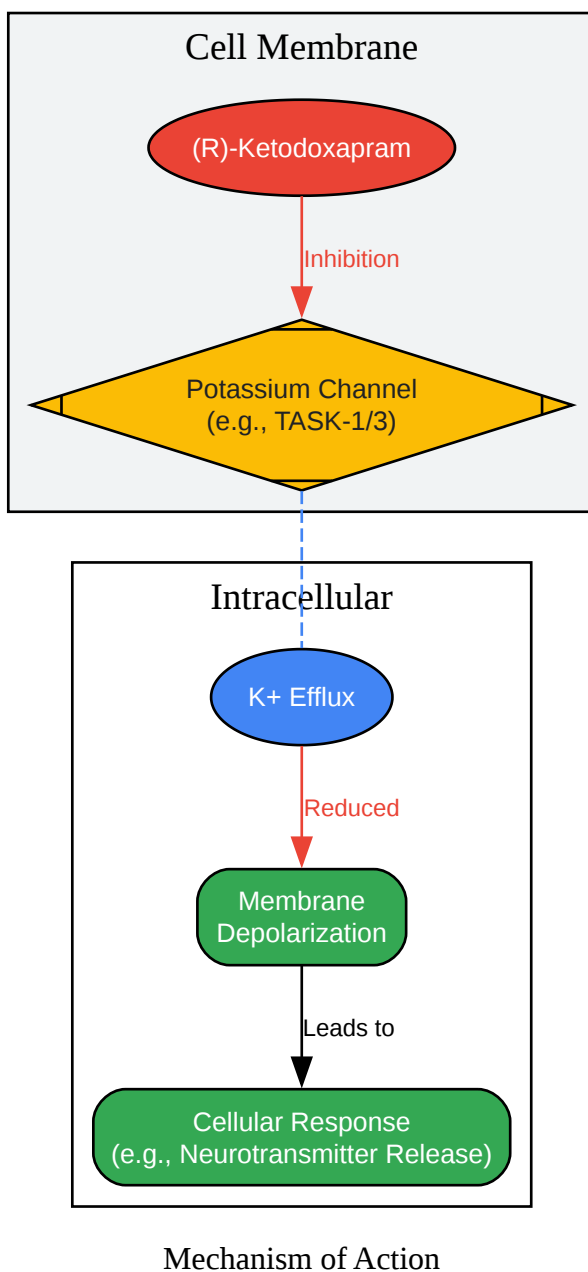 Cell Membrane
(R)-Ketodoxapram
Inhibition
Potassium Channel
(e.g., TASK-1/3)
Intracellular
K+ Efflux
Reduced
Membrane
Depolarization
Leads to
Cellular Response
(e.g., Neurotransmitter Release)
Mechanism of Action